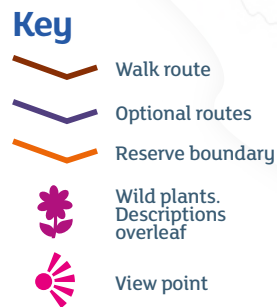 Key
Walk route
Optional routes
Reserve boundary
Wild plants.
Descriptions
overleaf
View point